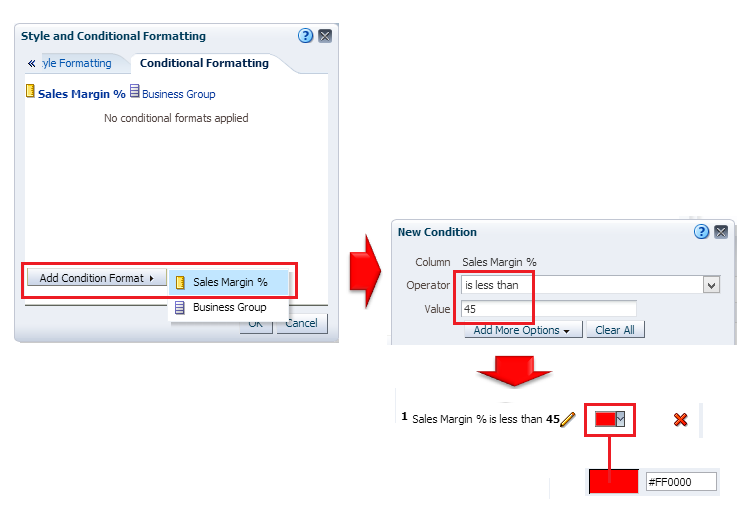 Style and Conditional Formatting
yle Formatting
Conditional Formatting
Sales Margin % Business Group
No conditional formats applied
Add Condition Format
Sales Margin %
Business Group
OK Cancel
New Condition
Column Sales Margin %
Operator is less than
Value 45
Add More Options Clear All
1 Sales Margin % is less than 45
#FF0000